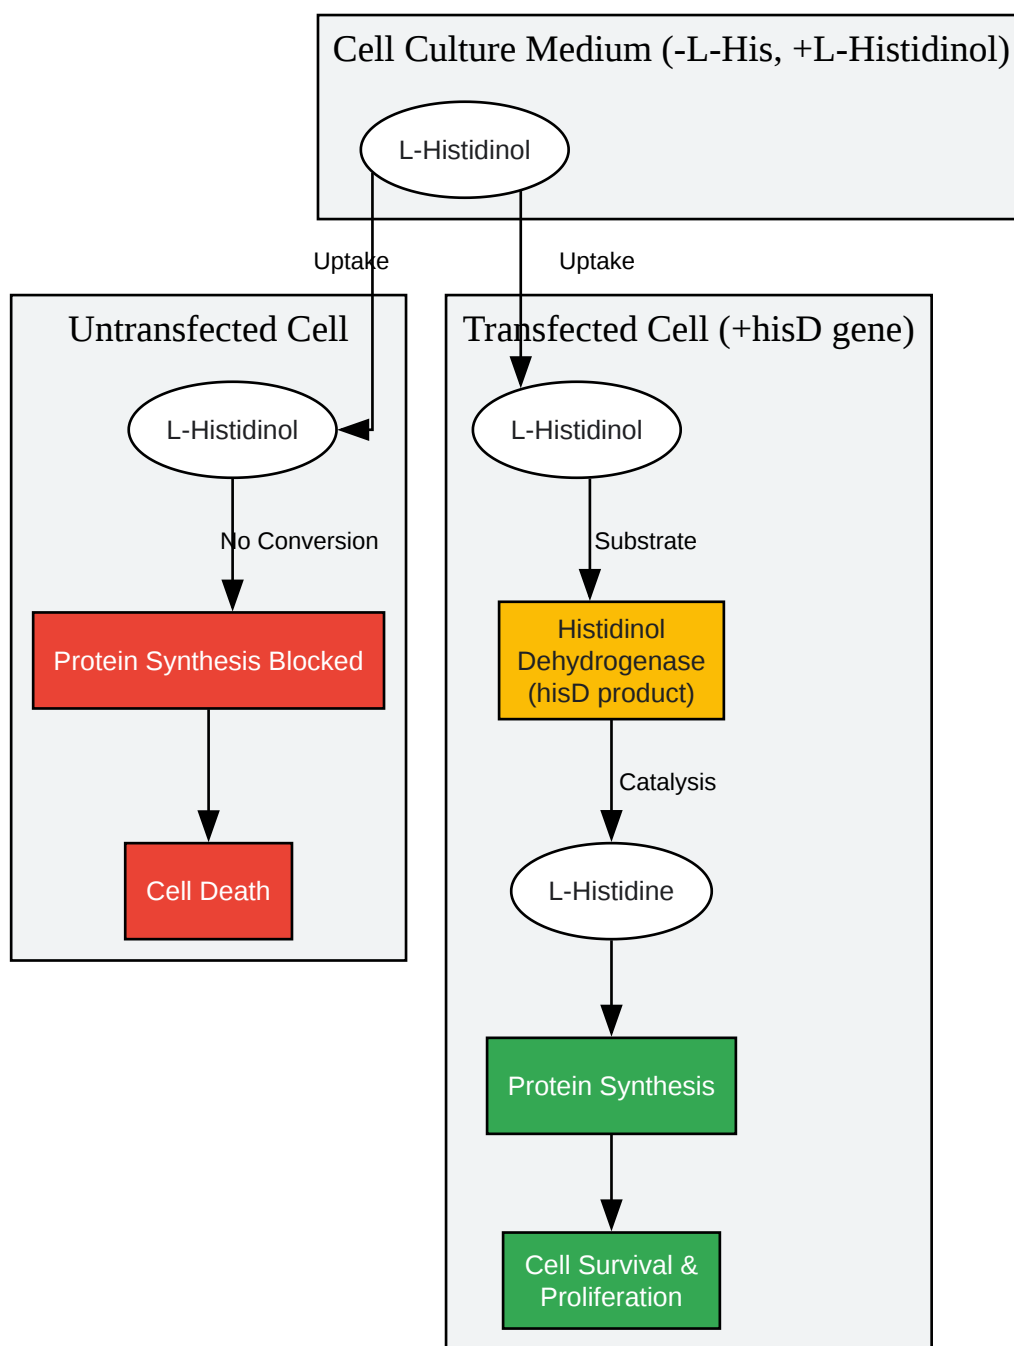 Cell Culture Medium (-L-His, +L-Histidinol)
L-Histidinol
Uptake
Uptake
Untransfected Cell
L-Histidinol
No Conversion
Protein Synthesis Blocked
Cell Death
Transfected Cell (+hisD gene)
L-Histidinol
Substrate
Histidinol
Dehydrogenase
(hisD product)
Catalysis
L-Histidine
Protein Synthesis
Cell Survival &
Proliferation